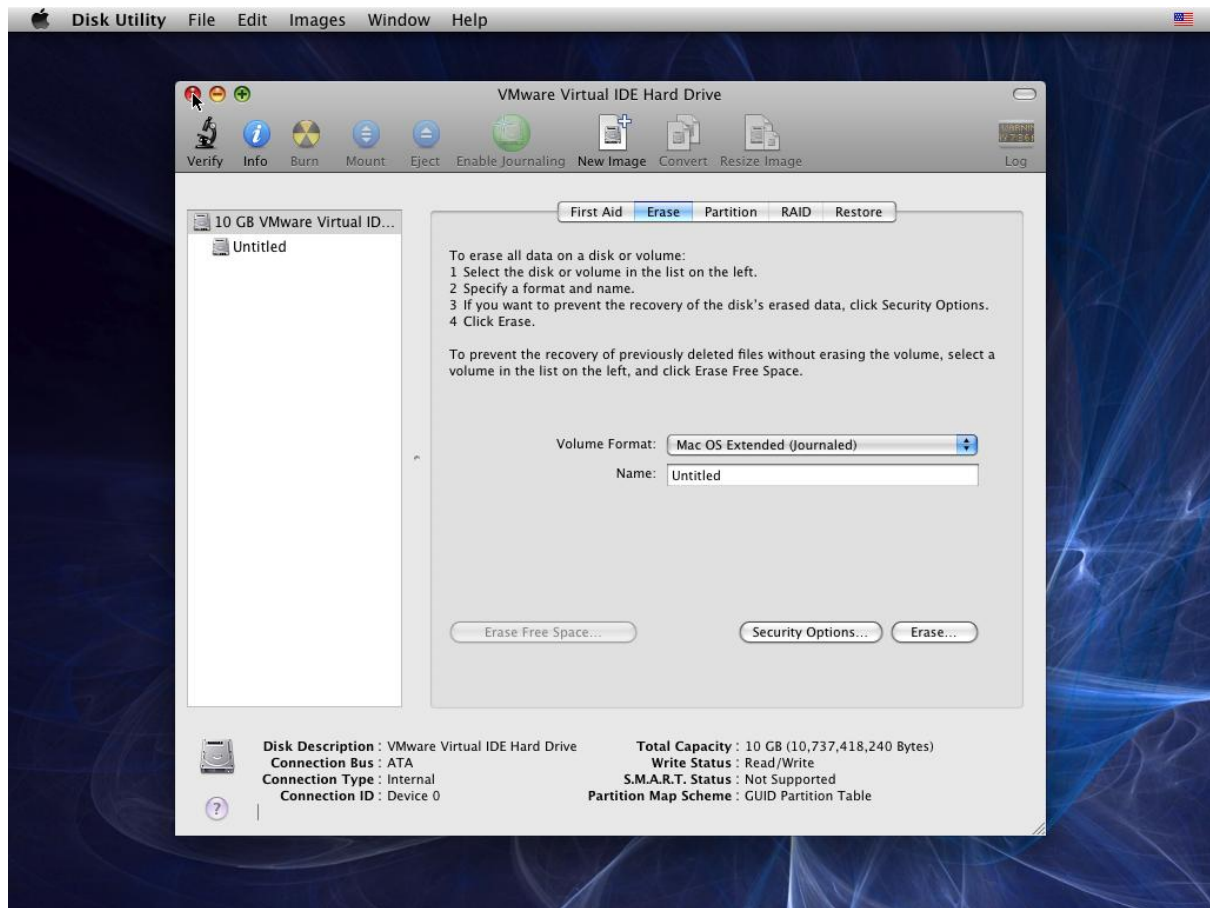 Disk Utility File Edit Images Window Help
VMware Virtual IDE Hard Drive
Verify Info Burn Mount Eject Enable Journaling New Image Convert Resize Image Log
First Aid Erase Partition RAID Restore
10 GB VMware Virtual ID...
Untitled
To erase all data on a disk or volume:
1 Select the disk or volume in the list on the left.
2 Specify a format and name.
3 If you want to prevent the recovery of the disk's erased data, click Security Options.
4 Click Erase.
To prevent the recovery of previously deleted files without erasing the volume, select a
volume in the list on the left, and click Erase Free Space.
Volume Format: Mac OS Extended (Journaled)
Name: Untitled
Erase Free Space... Security Options... Erase...
Disk Description : VMware Virtual IDE Hard Drive Total Capacity : 10 GB (10,737,418,240 Bytes)
Connection Bus : ATA Write Status : Read/Write
Connection Type : Internal S.M.A.R.T. Status : Not Supported
Connection ID : Device 0 Partition Map Scheme : GUID Partition Table
?